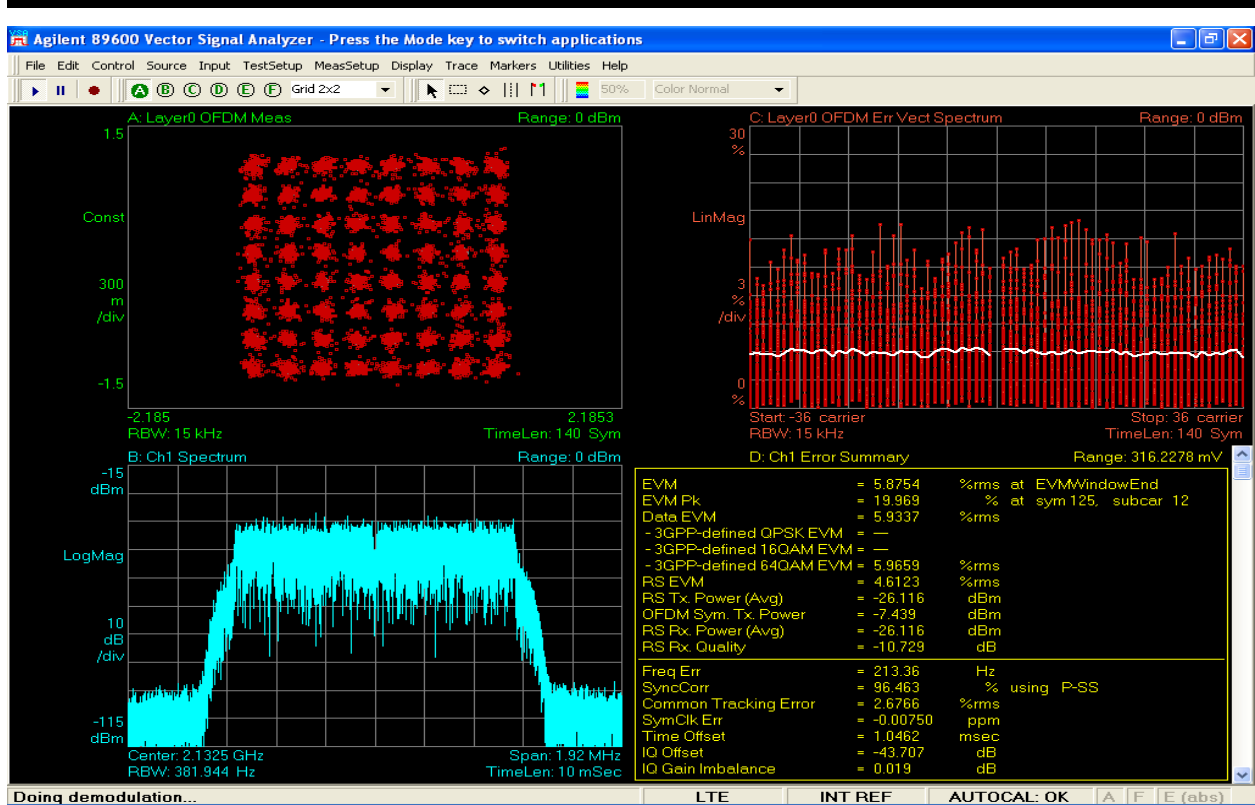 Agilent 89600 Vector Signal Analyzer - Press the Mode key to switch applications
File Edit Control Source Input TestSetup MeasSetup Display Trace Markers Utilities Help
A B C D E F Grid 2x2 50% Color Normal
A: Layer0 OFDM Meas Range: 0 dBm
1.5
Const
300
m
/div
-1.5
-2.185 2.1853
RBW: 15 kHz TimeLen: 140 Sym
C: Layer0 OFDM Err Vect Spectrum Range: 0 dBm
30
%
LinMag
3
%
/div
0
%
Start: -36 carrier Stop: 36 carrier
RBW: 15 kHz TimeLen: 140 Sym
B: Ch1 Spectrum Range: 0 dBm
-15
dBm
LogMag
10
dB
/div
-115
dBm
Center: 2.1325 GHz Span: 1.92 MHz
RBW: 381.944 Hz TimeLen: 10 mSec
D: Ch1 Error Summary Range: 316.2278 mV
EVM = 5.8754 %rms at EVMWindowEnd
EVM Pk = 19.969 % at sym 125, subcar 12
Data EVM = 5.9337 %rms
- 3GPP-defined QPSK EVM = —
- 3GPP-defined 16QAM EVM = —
- 3GPP-defined 64QAM EVM = 5.9659 %rms
RS EVM = 4.6123 %rms
RS Tx. Power (Avg) = -26.116 dBm
OFDM Sym. Tx. Power = -7.439 dBm
RS Rx. Power (Avg) = -26.116 dBm
RS Rx. Quality = -10.729 dB
Freq Err = 213.36 Hz
SyncCorr = 96.463 % using P-SS
Common Tracking Error = 2.6766 %rms
SymClk Err = -0.00750 ppm
Time Offset = 1.0462 msec
IQ Offset = -43.707 dB
IQ Gain Imbalance = 0.019 dB
Doing demodulation... LTE INT REF AUTOCAL: OK A F E (abs)